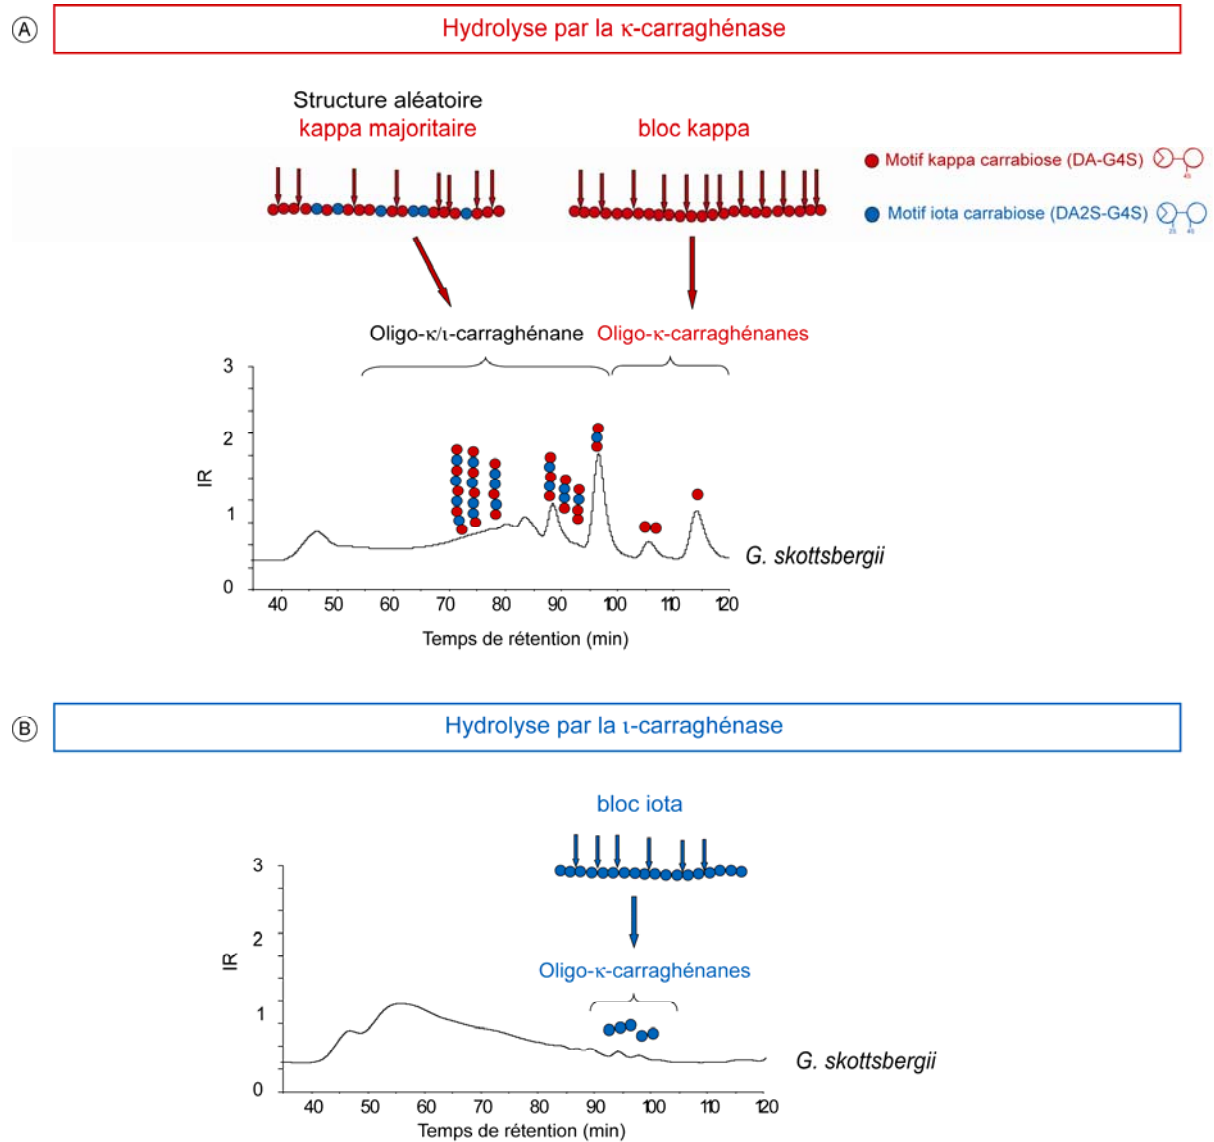 A
Hydrolyse par la κ-carraghénase
Structure aléatoire
kappa majoritaire
bloc kappa
Motif kappa carrabiose (DA-G4S)
4S
Motif iota carrabiose (DA2S-G4S)
2S 4S
Oligo-κ/ι-carraghénane
Oligo-κ-carraghénanes
3
2
1
0
IR
40 50 60 70 80 90 100 110 120
Temps de rétention (min)
G. skottsbergii
B
Hydrolyse par la ι-carraghénase
bloc iota
Oligo-κ-carraghénanes
3
2
1
0
IR
40 50 60 70 80 90 100 110 120
Temps de rétention (min)
G. skottsbergii